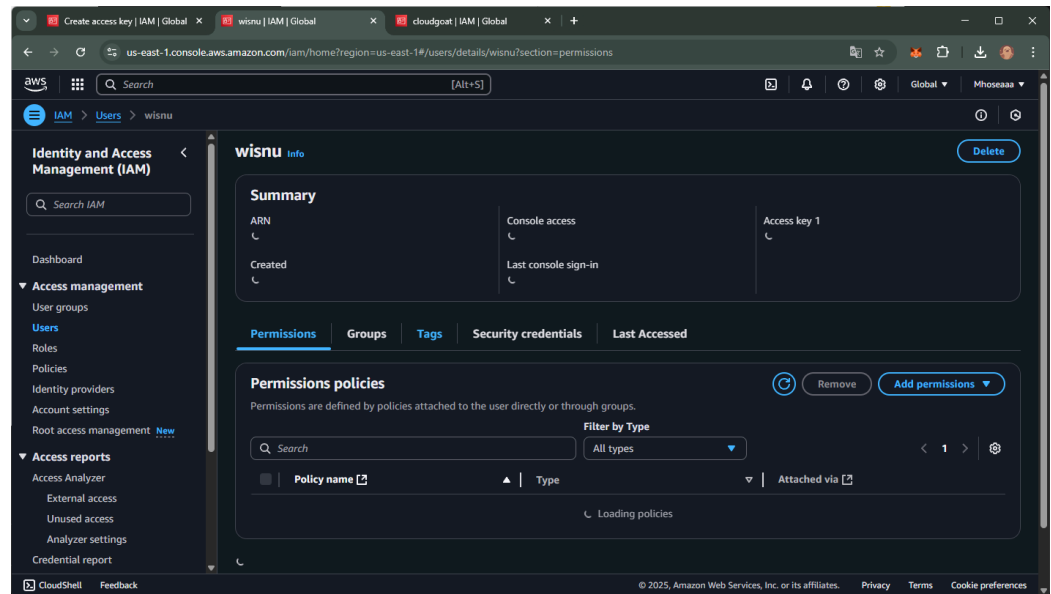 Create access key | IAM | Global
wisnu | IAM | Global
cloudgoat | IAM | Global
us-east-1.console.aws.amazon.com/iam/home?region=us-east-1#/users/details/wisnu?section=permissions
aws
Search
[Alt+S]
Global
Mhoseaaa
IAM > Users > wisnu
Identity and Access
Management (IAM)
Search IAM
Dashboard
Access management
User groups
Users
Roles
Policies
Identity providers
Account settings
Root access management New
Access reports
Access Analyzer
External access
Unused access
Analyzer settings
Credential report
wisnu Info
Delete
Summary
ARN
Console access
Access key 1
Created
Last console sign-in
Permissions
Groups
Tags
Security credentials
Last Accessed
Permissions policies
Remove
Add permissions
Permissions are defined by policies attached to the user directly or through groups.
Filter by Type
Search
All types
1
Policy name
Type
Attached via
Loading policies
CloudShell
Feedback
© 2025, Amazon Web Services, Inc. or its affiliates.
Privacy
Terms
Cookie preferences